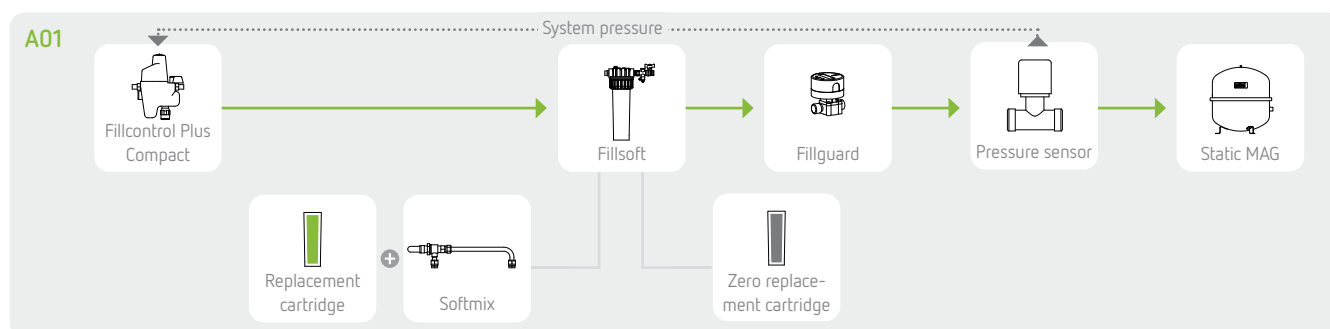 A01
System pressure
Fillcontrol Plus
Compact
Fillsoft
Fillguard
Pressure sensor
Static MAG
Replacement
cartridge
Softmix
Zero replace-
ment cartridge